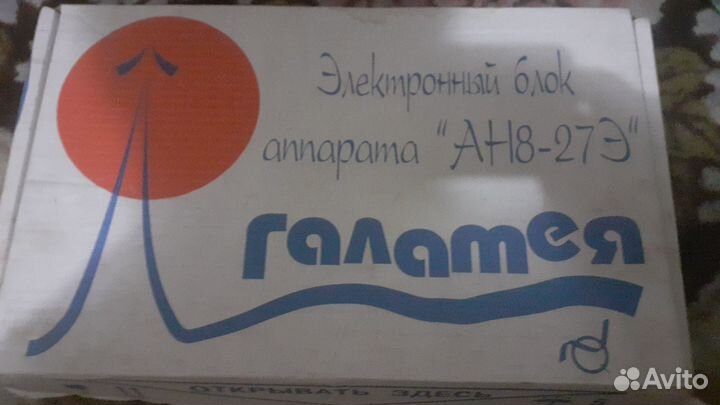 Электронный блок
аппарата "АН8-27Э"
Галатея
ОТКРЫВАТЬ ЗДЕСЬ
Avito